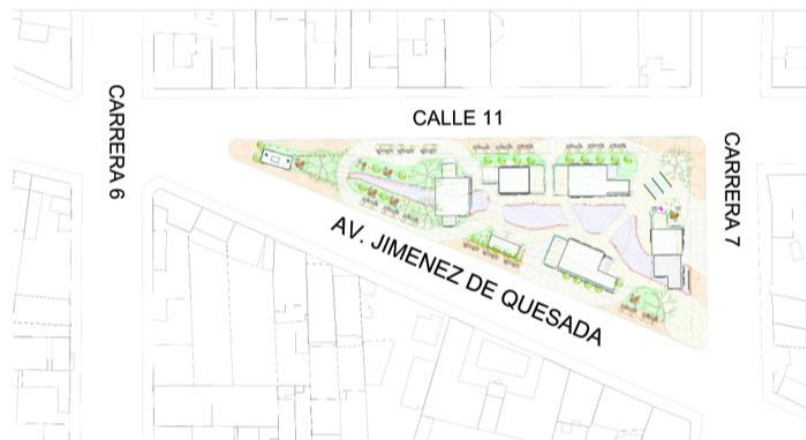 CALLE 11
CARRERA 6
CARRERA 7
AV. JIMENEZ DE QUESADA